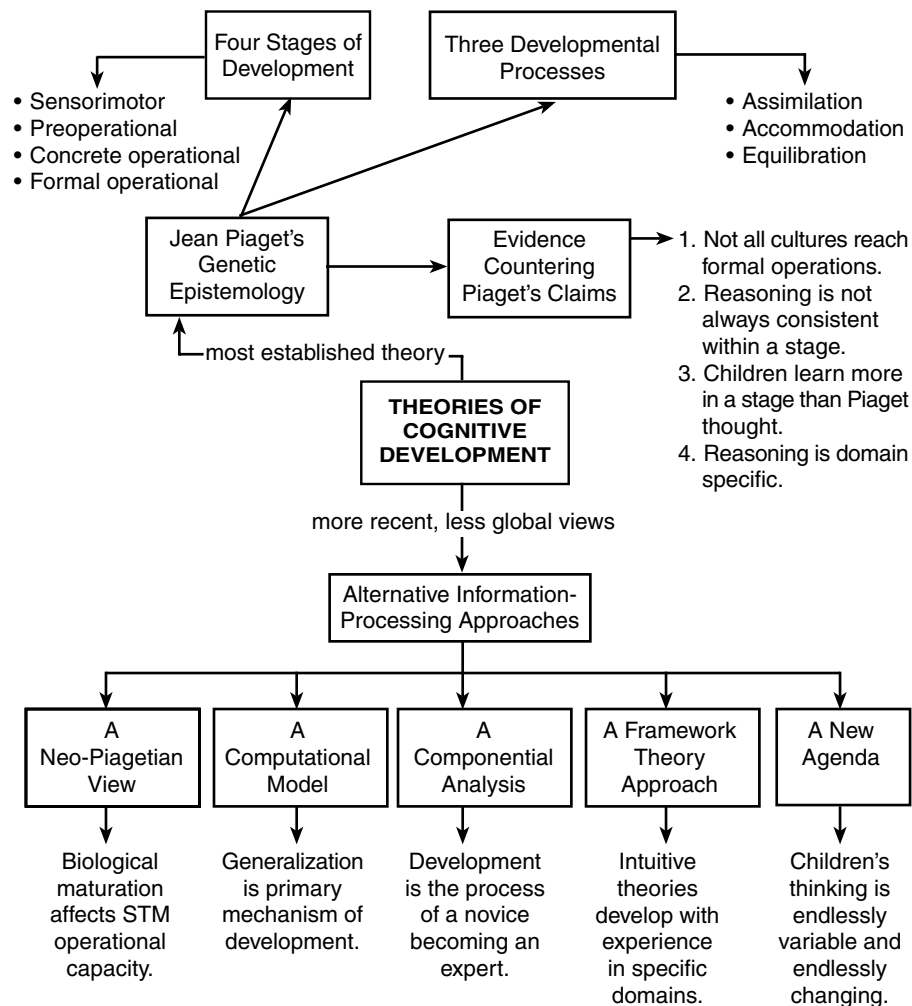 Four Stages of
Development
Three Developmental
Processes
• Sensorimotor
• Preoperational
• Concrete operational
• Formal operational
• Assimilation
• Accommodation
• Equilibration
Jean Piaget's
Genetic
Epistemology
Evidence
Countering
Piaget's Claims
1. Not all cultures reach
formal operations.
2. Reasoning is not
always consistent
within a stage.
3. Children learn more
in a stage than Piaget
thought.
4. Reasoning is domain
specific.
most established theory
THEORIES OF
COGNITIVE
DEVELOPMENT
more recent, less global views
Alternative Information-
Processing Approaches
A
Neo-Piagetian
View
A
Computational
Model
A
Componential
Analysis
A Framework
Theory
Approach
A New
Agenda
Biological
maturation
affects STM
operational
capacity.
Generalization
is primary
mechanism of
development.
Development
is the process
of a novice
becoming an
expert.
Intuitive
theories
develop with
experience
in specific
domains.
Children's
thinking is
endlessly
variable and
endlessly
changing.